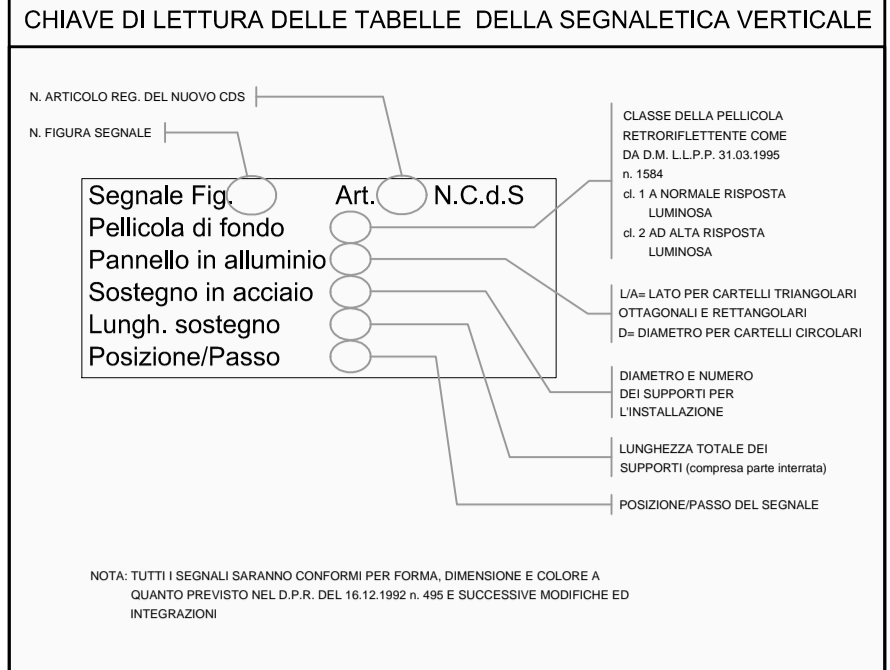 CHIAVE DI LETTURA DELLE TABELLE DELLA SEGNALETICA VERTICALE
N. ARTICOLO REG. DEL NUOVO CDS
N. FIGURA SEGNALE
Segnale Fig. Art. N.C.d.S
Pellicola di fondo
Pannello in alluminio
Sostegno in acciaio
Lungh. sostegno
Posizione/Passo
CLASSE DELLA PELLICOLA
RETRORIFLETTENTE COME
DA D.M. L.L.P.P. 31.03.1995
n. 1584
cl. 1 A NORMALE RISPOSTA
LUMINOSA
cl. 2 AD ALTA RISPOSTA
LUMINOSA
L/A= LATO PER CARTELLI TRIANGOLARI
OTTAGONALI E RETTANGOLARI
D= DIAMETRO PER CARTELLI CIRCOLARI
DIAMETRO E NUMERO
DEI SUPPORTI PER
L'INSTALLAZIONE
LUNGHEZZA TOTALE DEI
SUPPORTI (compresa parte interrata)
POSIZIONE/PASSO DEL SEGNALE
NOTA: TUTTI I SEGNALI SARANNO CONFORMI PER FORMA, DIMENSIONE E COLORE A
QUANTO PREVISTO NEL D.P.R. DEL 16.12.1992 n. 495 E SUCCESSIVE MODIFICHE ED
INTEGRAZIONI